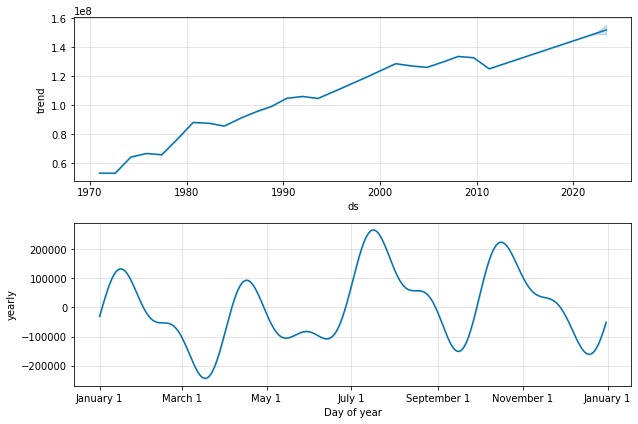 1e8
1.6
1.4
1.2
1.0
0.8
0.6
trend
1970 1980 1990 2000 2010 2020
ds
200000
100000
0
−100000
−200000
yearly
January 1 March 1 May 1 July 1 September 1 November 1 January 1
Day of year